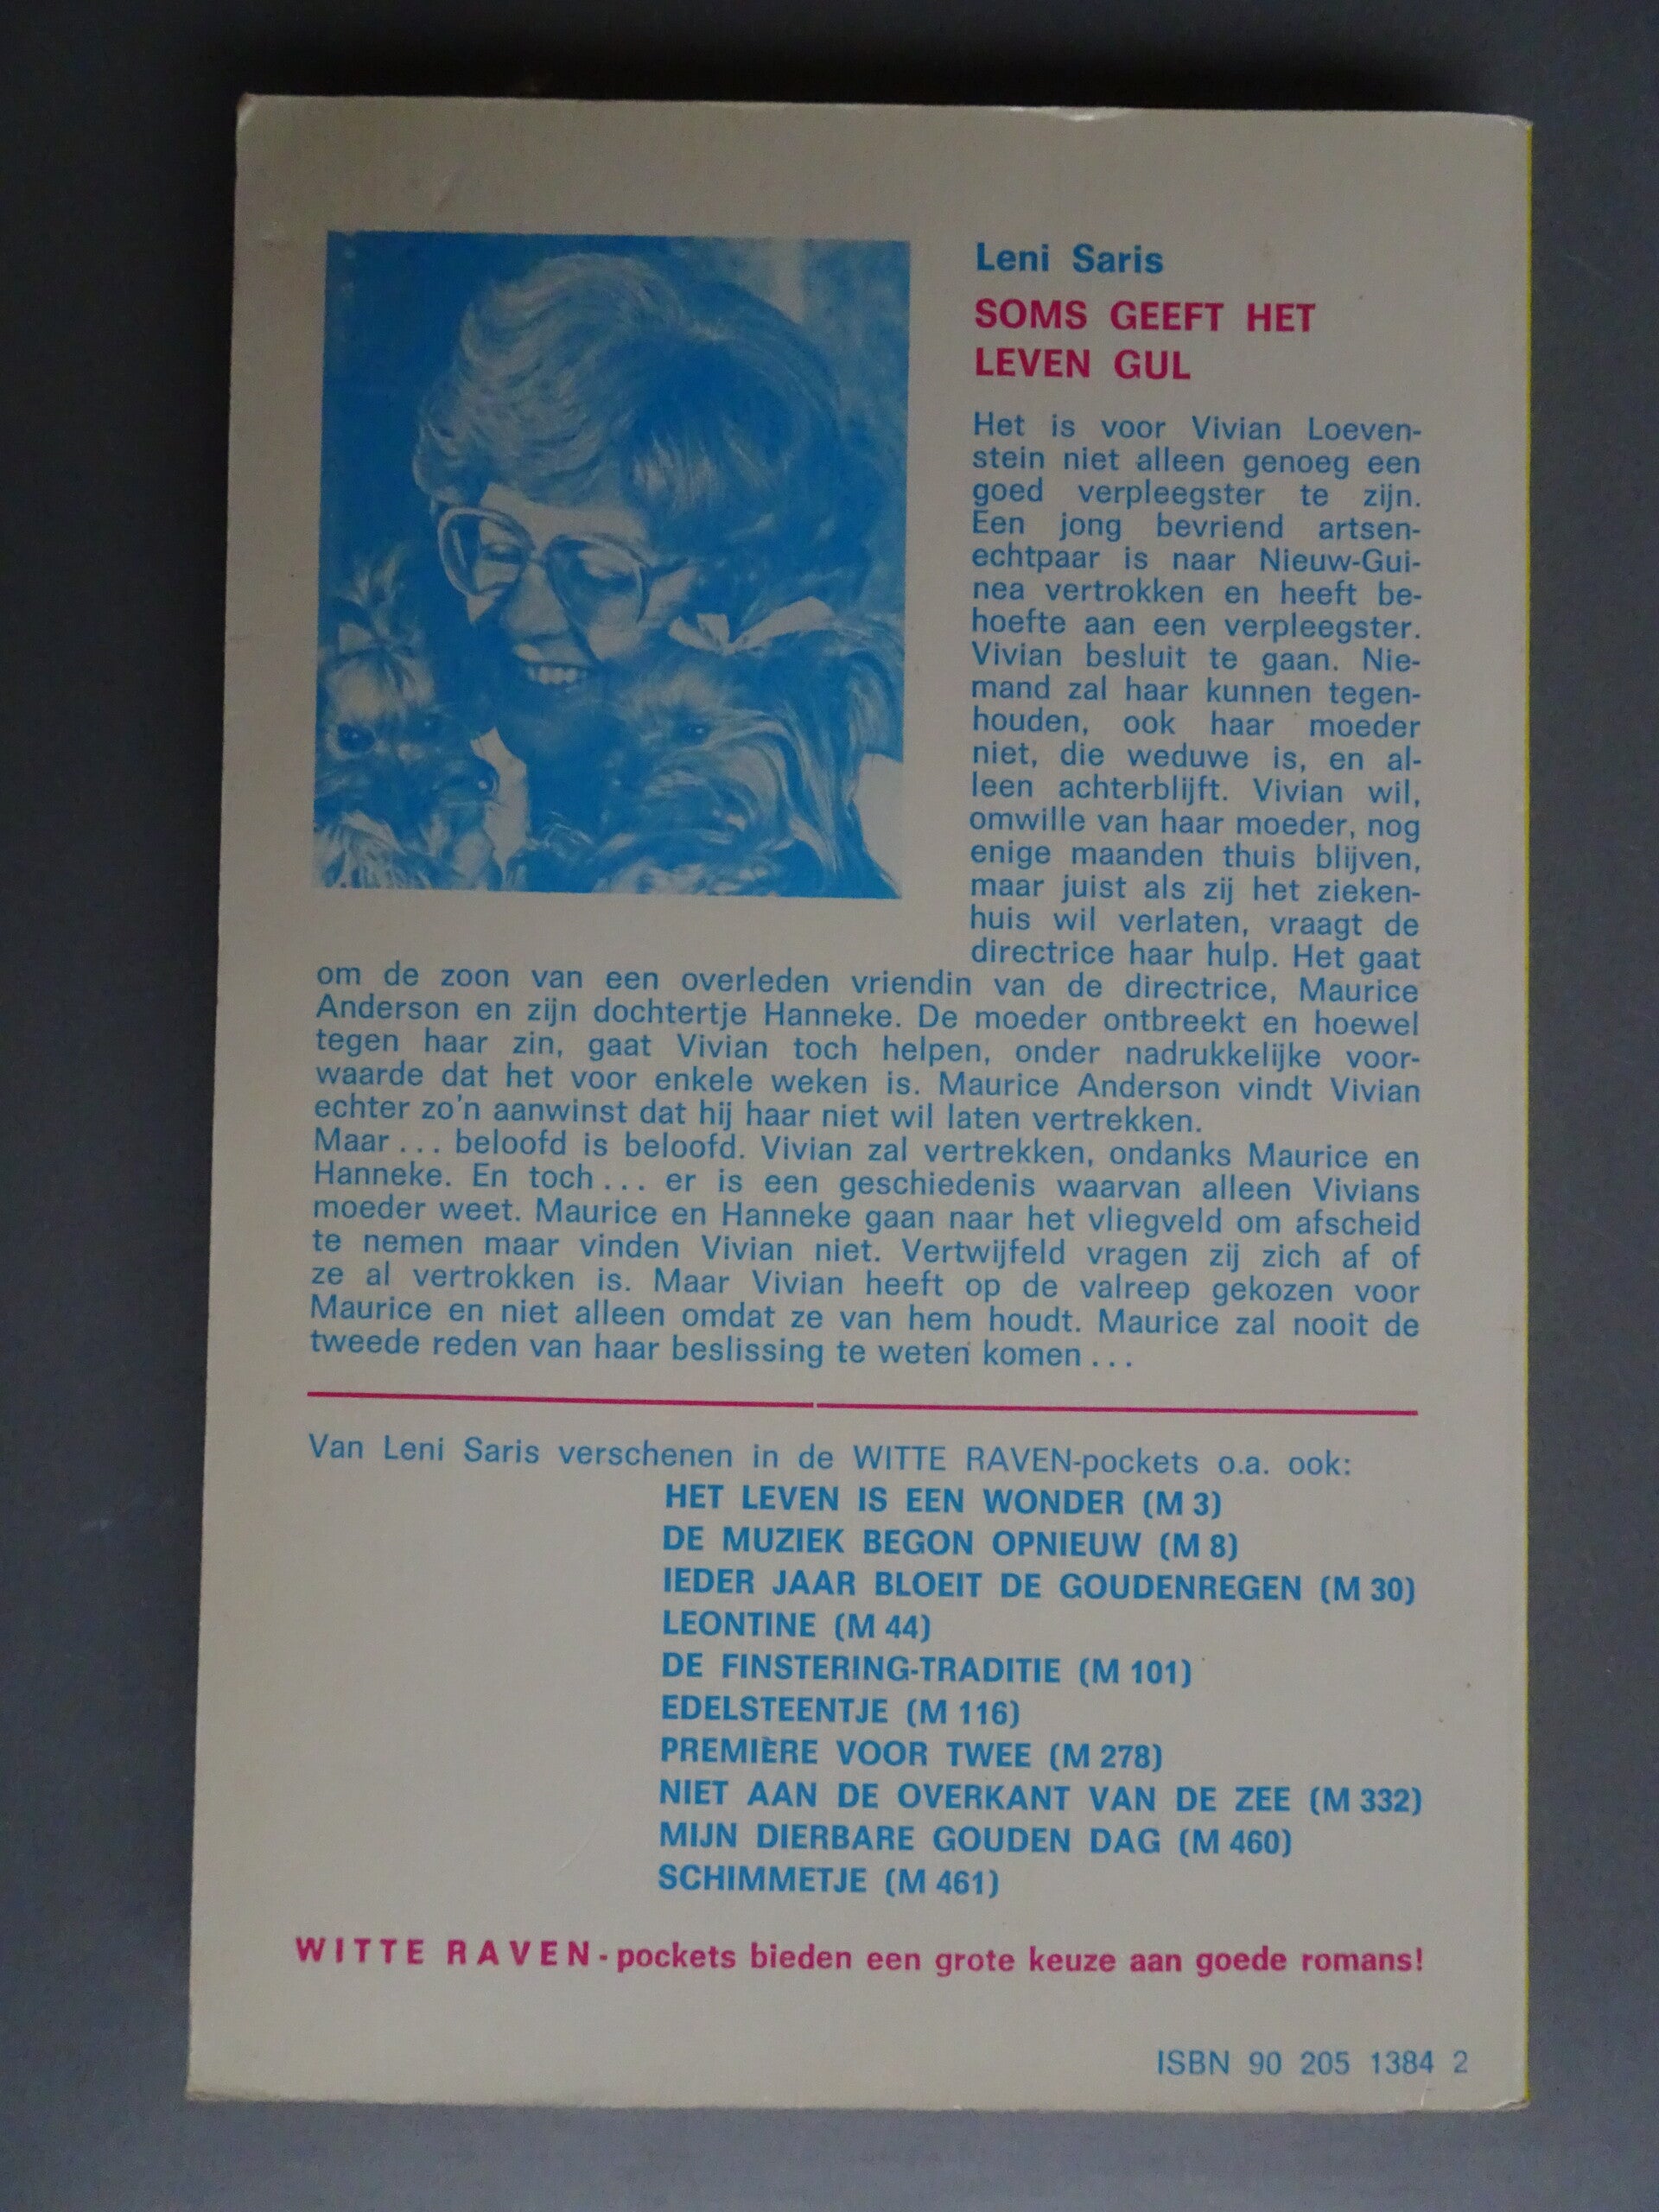 Leni Saris
SOMS GEEFT HET
LEVEN GUL
Het is voor Vivian Loeven-
stein niet alleen genoeg een
goed verpleegster te zijn.
Een jong bevriend artsen-
echtpaar is naar Nieuw-Gui-
nea vertrokken en heeft be-
hoefte aan een verpleegster.
Vivian besluit te gaan. Nie-
mand zal haar kunnen tegen-
houden, ook haar moeder
niet, die weduwe is, en al-
leen achterblijft. Vivian wil,
omwille van haar moeder, nog
enige maanden thuis blijven,
maar juist als zij het zieken-
huis wil verlaten, vraagt de
directrice haar hulp. Het gaat
om de zoon van een overleden vriendin van de directrice, Maurice
Anderson en zijn dochtertje Hanneke. De moeder ontbreekt en hoewel
tegen haar zin, gaat Vivian toch helpen, onder nadrukkelijke voor-
waarde dat het voor enkele weken is. Maurice Anderson vindt Vivian
echter zo'n aanwinst dat hij haar niet wil laten vertrekken.
Maar ... beloofd is beloofd. Vivian zal vertrekken, ondanks Maurice en
Hanneke. En toch ... er is een geschiedenis waarvan alleen Vivians
moeder weet. Maurice en Hanneke gaan naar het vliegveld om afscheid
te nemen maar vinden Vivian niet. Vertwijfeld vragen zij zich af of
ze al vertrokken is. Maar Vivian heeft op de valreep gekozen voor
Maurice en niet alleen omdat ze van hem houdt. Maurice zal nooit de
tweede reden van haar beslissing te weten komen ...
Van Leni Saris verschenen in de WITTE RAVEN-pockets o.a. ook:
HET LEVEN IS EEN WONDER (M 3)
DE MUZIEK BEGON OPNIEUW (M 8)
IEDER JAAR BLOEIT DE GOUDENREGEN (M 30)
LEONTINE (M 44)
DE FINSTERING-TRADITIE (M 101)
EDELSTEENTJE (M 116)
PREMIÈRE VOOR TWEE (M 278)
NIET AAN DE OVERKANT VAN DE ZEE (M 332)
MIJN DIERBARE GOUDEN DAG (M 460)
SCHIMMETJE (M 461)
WITTE RAVEN - pockets bieden een grote keuze aan goede romans!
ISBN 90 205 1384 2